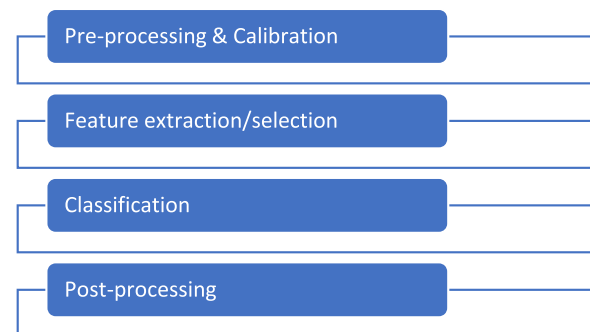 Pre-processing & Calibration
Feature extraction/selection
Classification
Post-processing